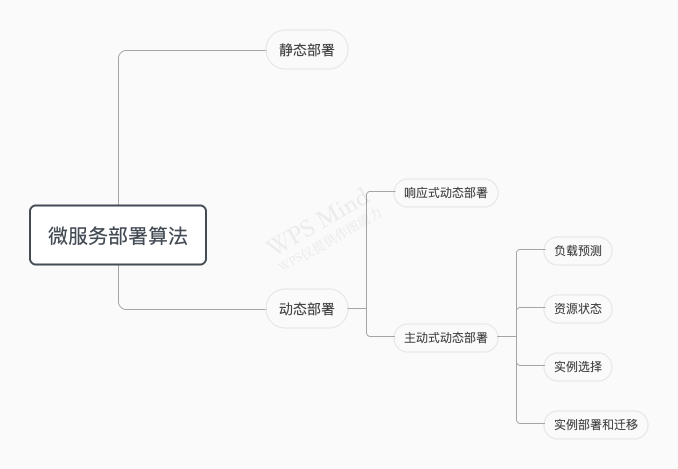 微服务部署算法
静态部署
动态部署
响应式动态部署
主动式动态部署
负载预测
资源状态
实例选择
实例部署和迁移
WPS Mind
WPS仅提供作图能力